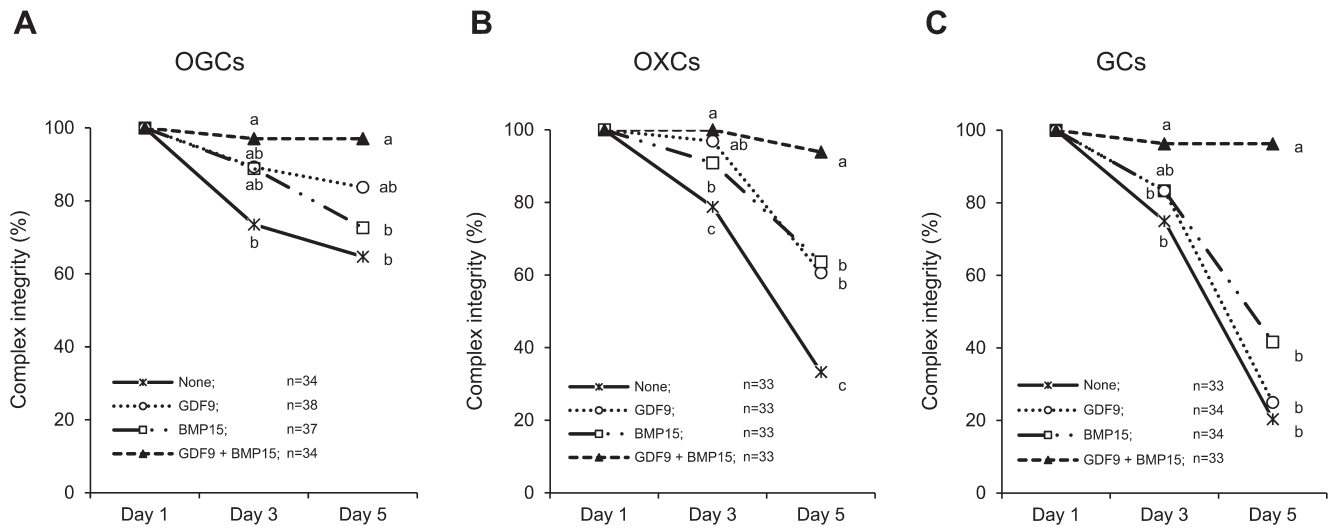 A
OGCs
Complex integrity (%)
100
80
60
40
20
0
a
a
ab
ab
ab
b
b
b
None; n=34
GDF9; n=38
BMP15; n=37
GDF9 + BMP15; n=34
Day 1 Day 3 Day 5
B
OXCs
Complex integrity (%)
100
80
60
40
20
0
a
ab
a
b
c
b
b
c
None; n=33
GDF9; n=33
BMP15; n=33
GDF9 + BMP15; n=33
Day 1 Day 3 Day 5
C
GCs
Complex integrity (%)
100
80
60
40
20
0
a
a
ab
b
b
b
b
b
None; n=33
GDF9; n=34
BMP15; n=34
GDF9 + BMP15; n=33
Day 1 Day 3 Day 5